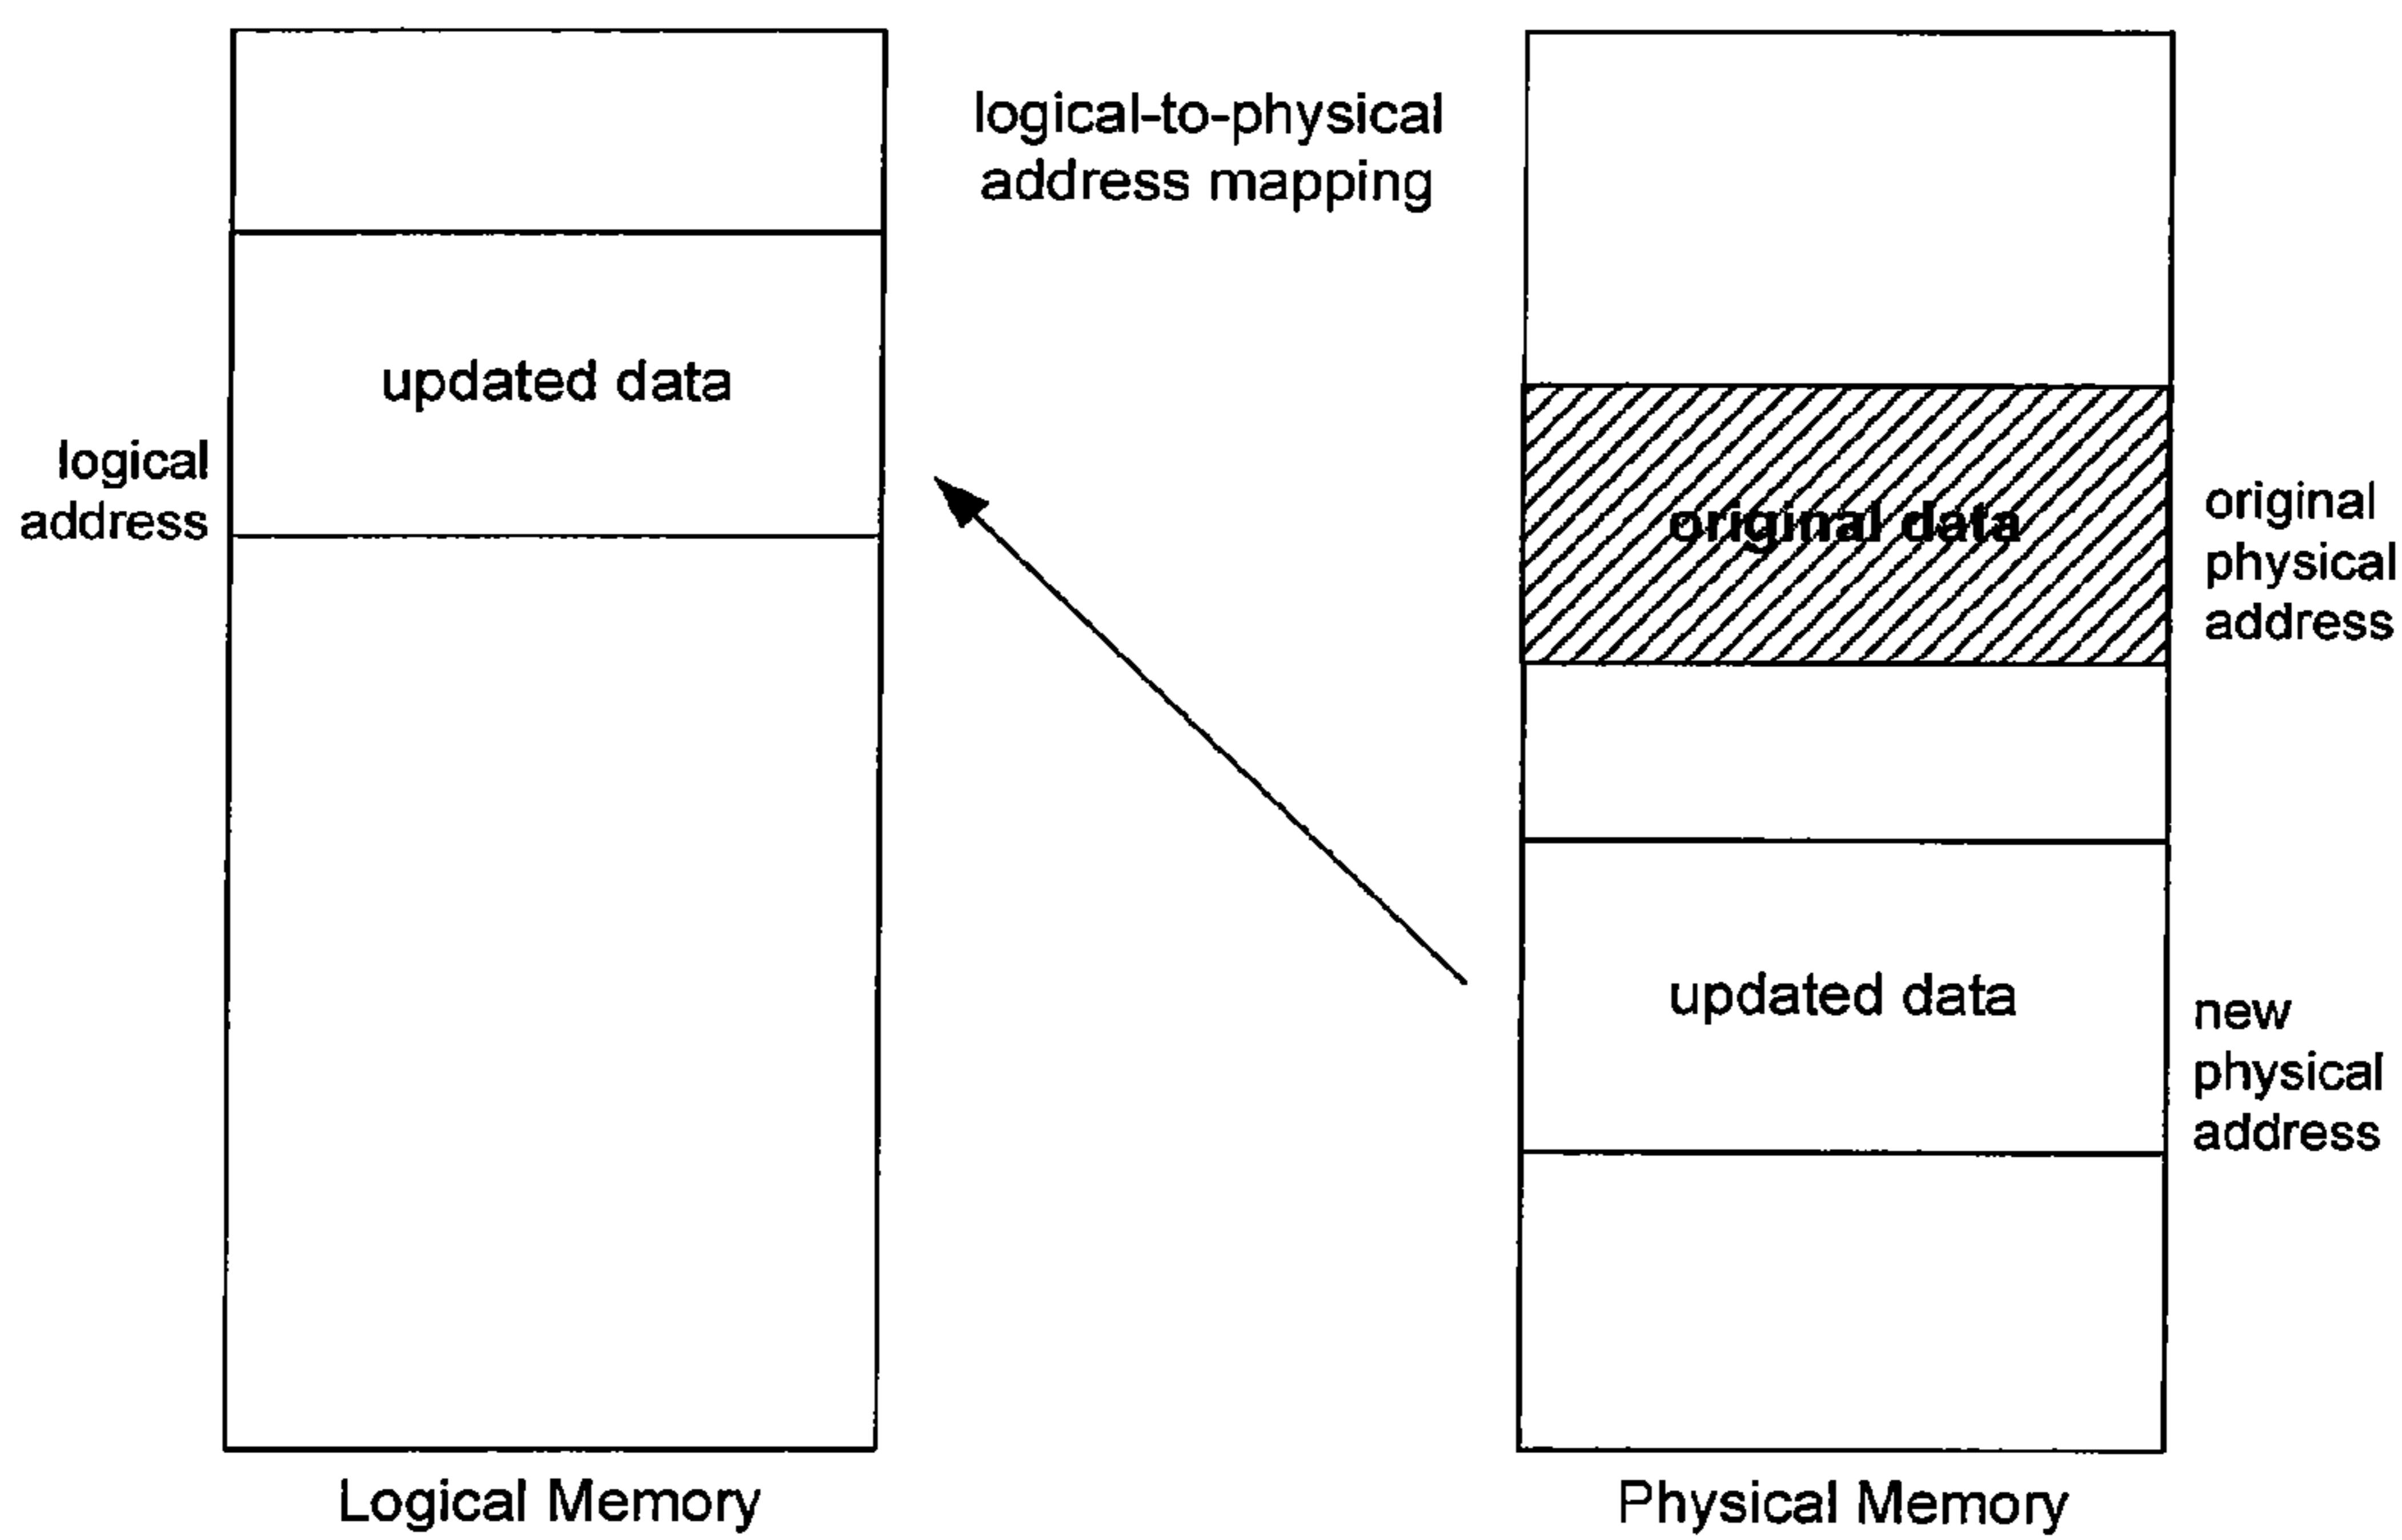 logical-to-physical
address mapping
updated data
logical
address
original data
original
physical
address
updated data
new
physical
address
Logical Memory
Physical Memory